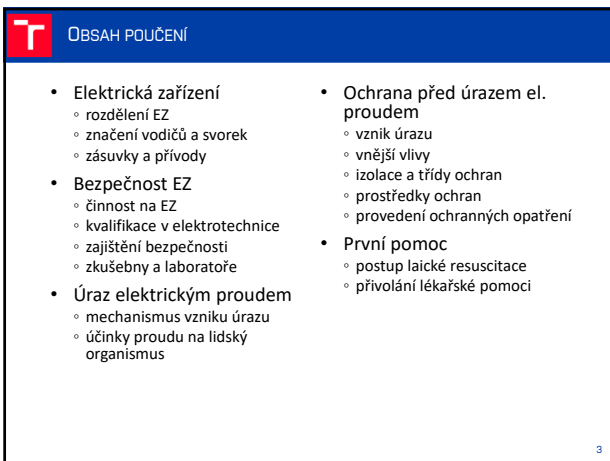 OBSAH POUČENÍ
• Elektrická zařízení
◦ rozdělení EZ
◦ značení vodičů a svorek
◦ zásuvky a přívody
• Bezpečnost EZ
◦ činnost na EZ
◦ kvalifikace v elektrotechnice
◦ zajištění bezpečnosti
◦ zkušebny a laboratoře
• Úraz elektrickým proudem
◦ mechanismus vzniku úrazu
◦ účinky proudu na lidský
organismus
• Ochrana před úrazem el.
proudem
◦ vznik úrazu
◦ vnější vlivy
◦ izolace a třídy ochran
◦ prostředky ochran
◦ provedení ochranných opatření
• První pomoc
◦ postup laické resuscitace
◦ přivolání lékařské pomoci
3